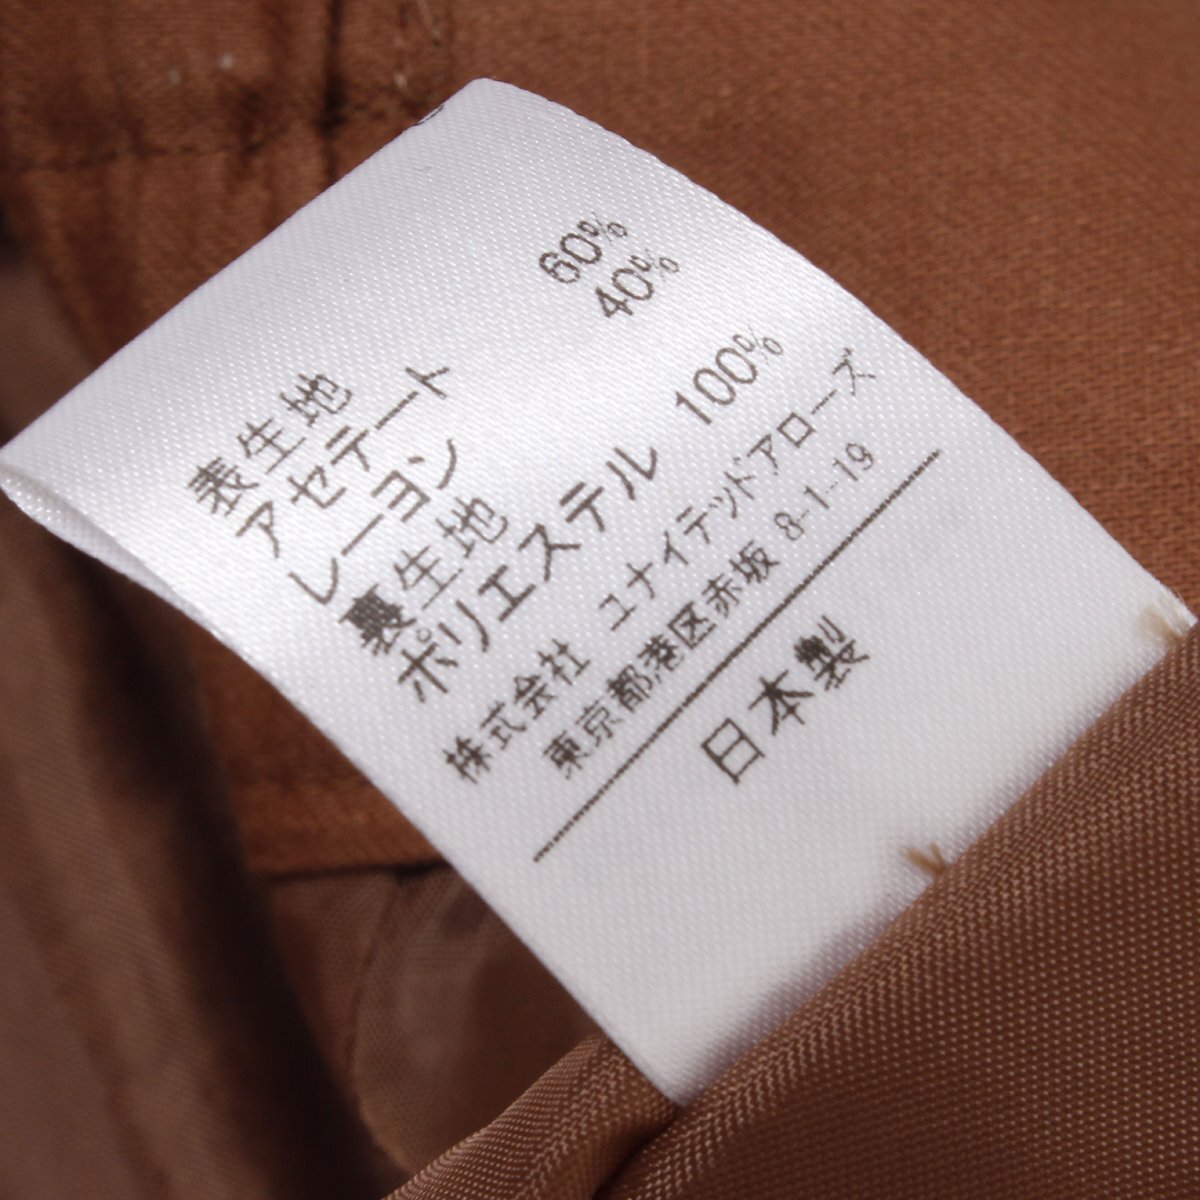 表生地
アセテート 60%
レーヨン 40%
裏生地
ポリエステル 100%
株式会社 ユナイテッドアローズ
東京都港区赤坂 8-1-19
日本製